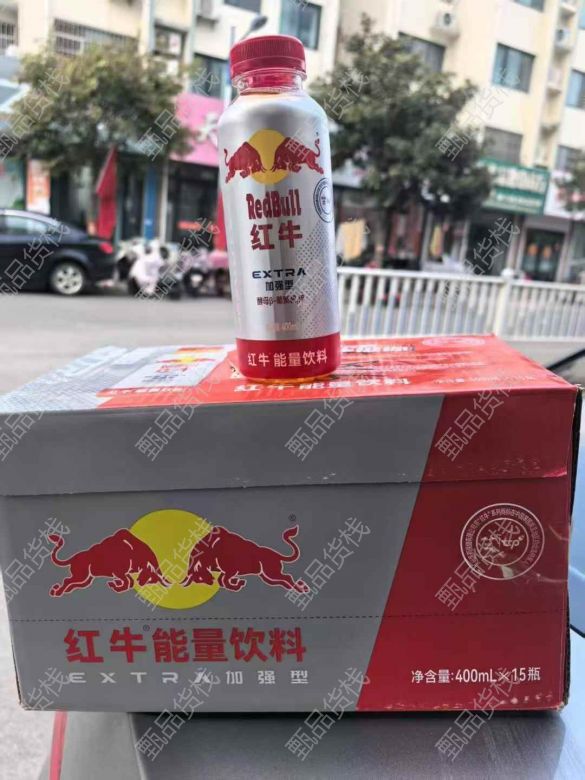 RedBull
红牛
EXTRA
加强型
400mL
红牛能量饮料
红牛能量饮料
红牛®能量饮料
EXTRA 加强型
净含量:400mL×15瓶
甄品货栈